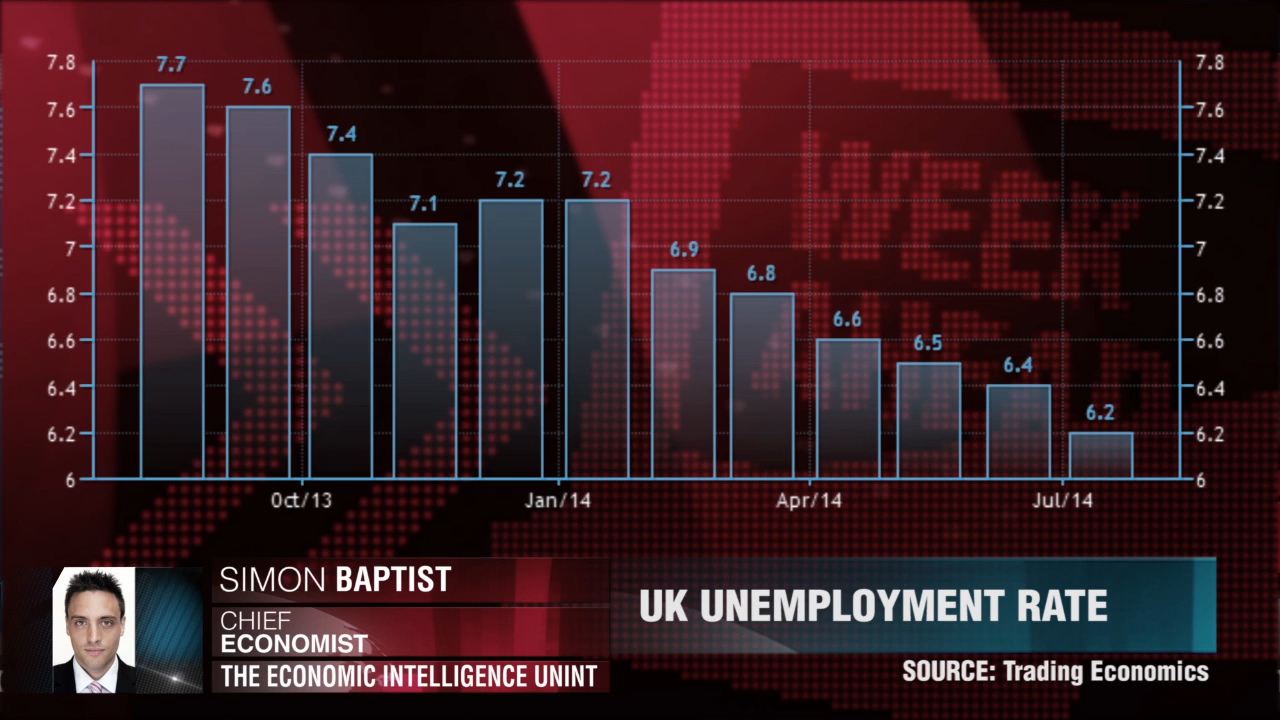 7.8 7.8
7.7
7.6 7.6 7.6
7.4 7.4 7.4
7.2 7.1 7.2 7.2 7.2
7 6.9 7
6.8 6.8 6.8
6.6 6.6 6.6
6.5
6.4 6.4 6.4
6.2 6.2 6.2
6 6
Oct/13 Jan/14 Apr/14 Jul/14
WEEK
AHEAD
SIMON BAPTIST
CHIEF
ECONOMIST
THE ECONOMIC INTELLIGENCE UNINT
UK UNEMPLOYMENT RATE
SOURCE: Trading Economics